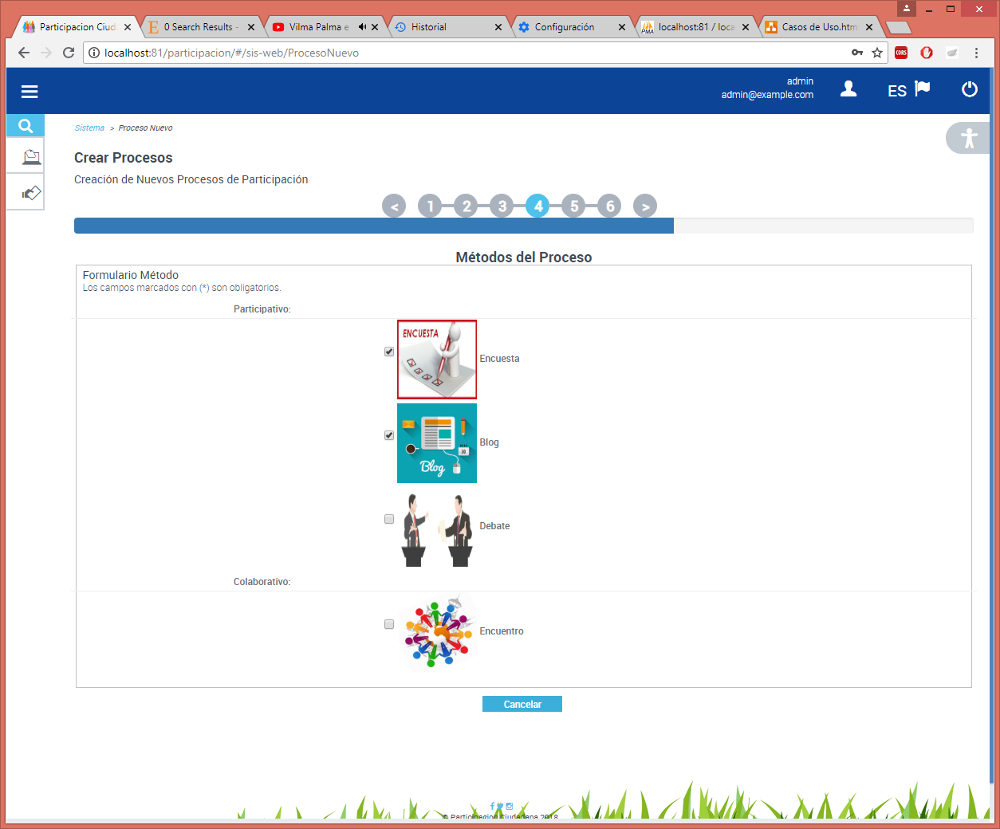 Participacion Ciud
0 Search Results -
Vilma Palma e
Historial
Configuración
localhost:81 / loca
Casos de Uso.htm
localhost:81/participacion/#/sis-web/ProcesoNuevo
CORS
admin
admin@example.com
ES
Sistema > Proceso Nuevo
Crear Procesos
Creación de Nuevos Procesos de Participación
< 1 2 3 4 5 6 >
Métodos del Proceso
Formulario Método
Los campos marcados con (*) son obligatorios.
Participativo:
ENCUESTA
Encuesta
30
Blog
Blog
Debate
Colaborativo:
Encuentro
Cancelar
© Participacion Ciudadana 2018